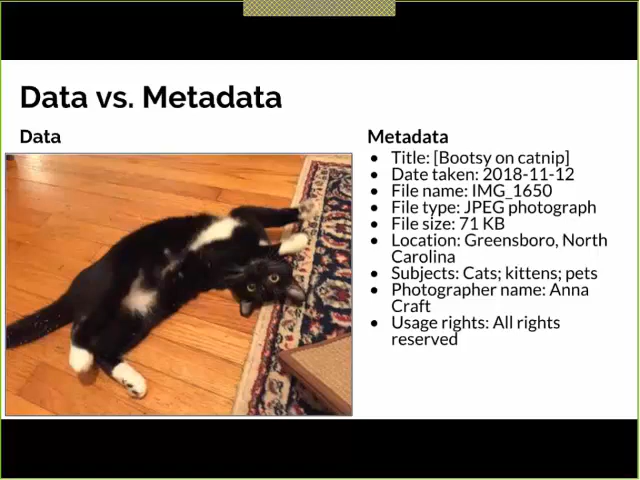 Data vs. Metadata
Data
Metadata
• Title: [Bootsy on catnip]
• Date taken: 2018-11-12
• File name: IMG_1650
• File type: JPEG photograph
• File size: 71 KB
• Location: Greensboro, North
Carolina
• Subjects: Cats; kittens; pets
• Photographer name: Anna
Craft
• Usage rights: All rights
reserved